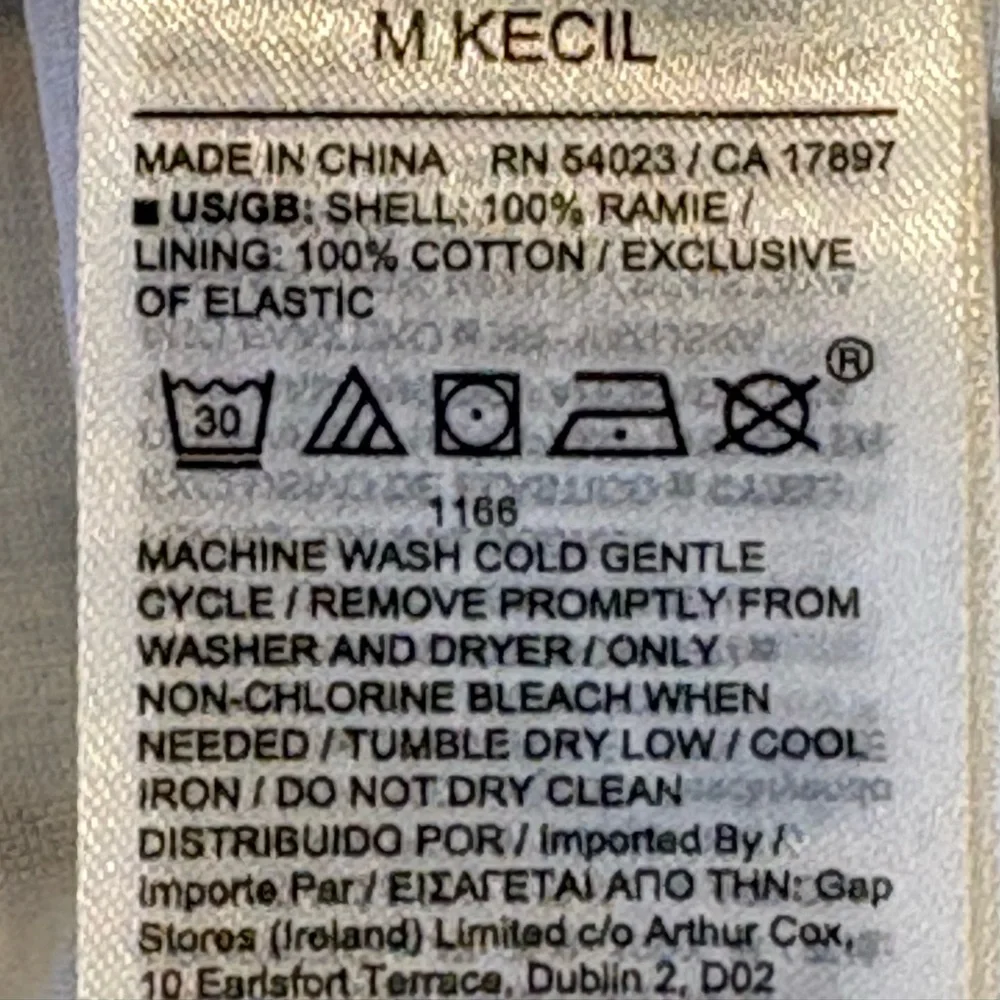 M KECIL
MADE IN CHINA RN 54023 / CA 17897
■ US/GB: SHELL: 100% RAMIE /
LINING: 100% COTTON / EXCLUSIVE
OF ELASTIC
30 ®
1166
MACHINE WASH COLD GENTLE
CYCLE / REMOVE PROMPTLY FROM
WASHER AND DRYER / ONLY
NON-CHLORINE BLEACH WHEN
NEEDED / TUMBLE DRY LOW / COOL
IRON / DO NOT DRY CLEAN
DISTRIBUIDO POR / Imported By /
Importe Par / ΕΙΣΑΓΕΤΑΙ ΑΠΟ ΤΗΝ: Gap
Stores (Ireland) Limited c/o Arthur Cox,
10 Earlsfort Terrace, Dublin 2, D02